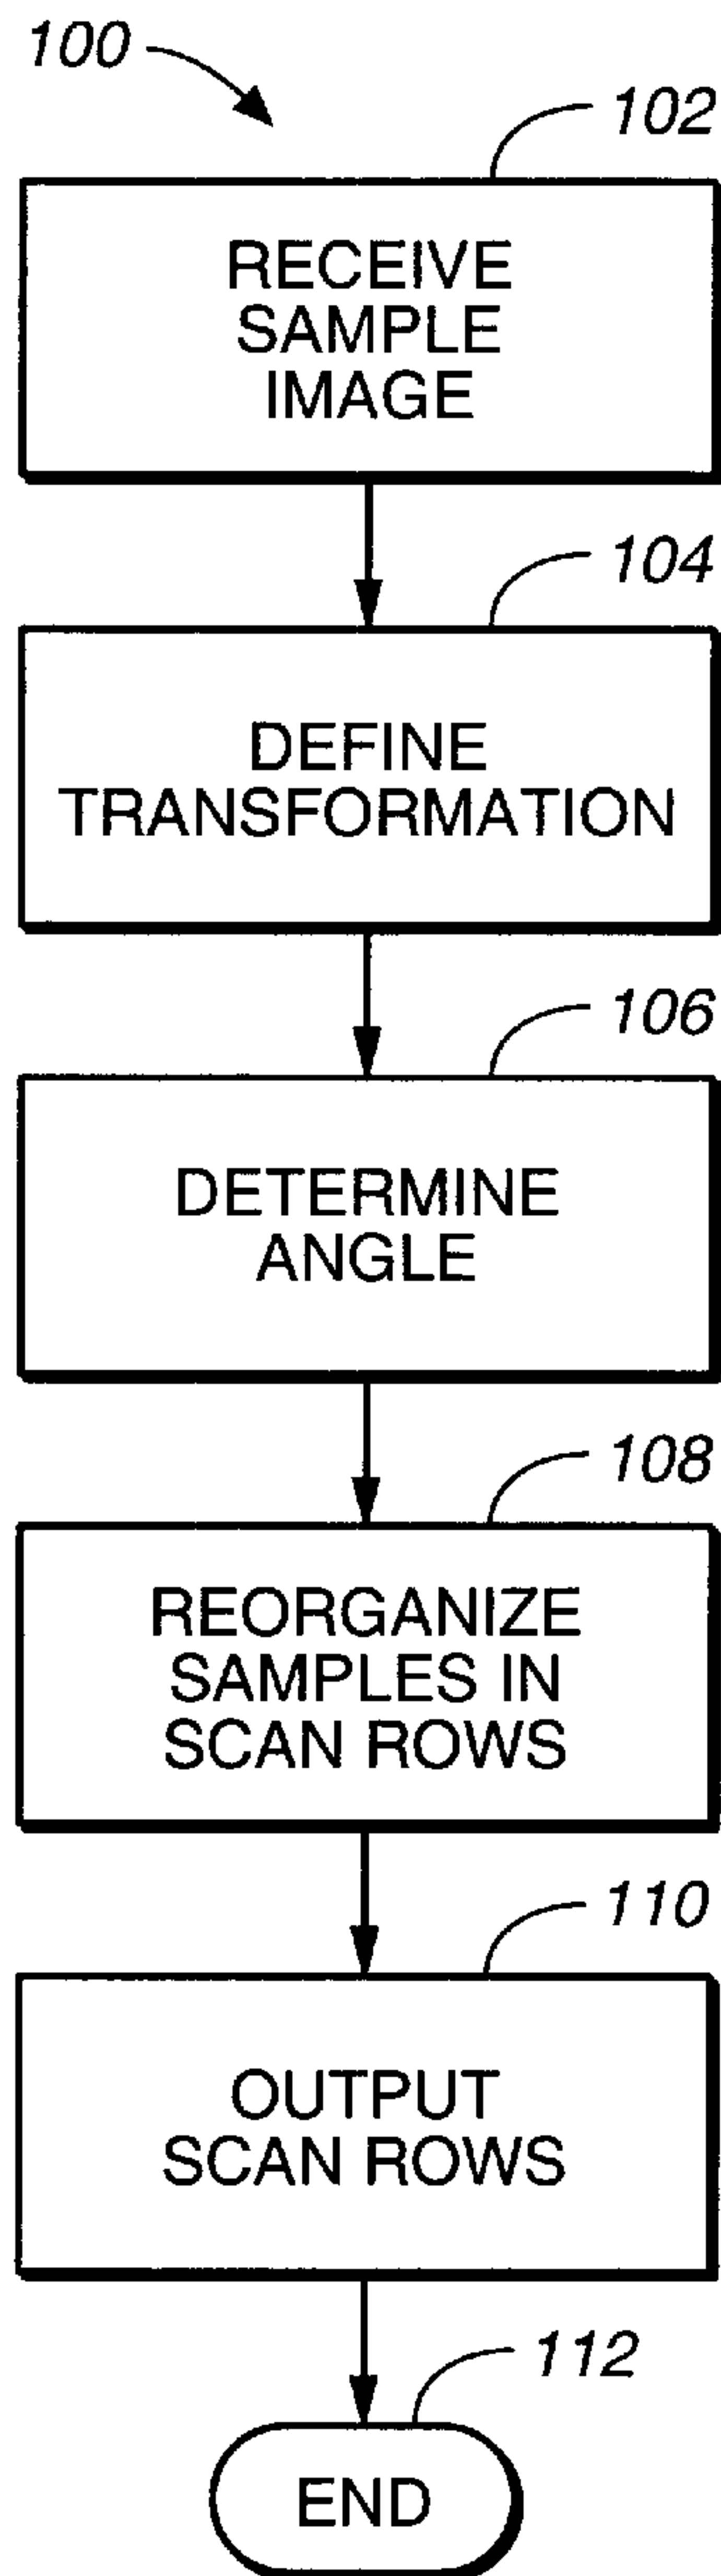 100
102
RECEIVE
SAMPLE
IMAGE
104
DEFINE
TRANSFORMATION
106
DETERMINE
ANGLE
108
REORGANIZE
SAMPLES IN
SCAN ROWS
110
OUTPUT
SCAN ROWS
112
END